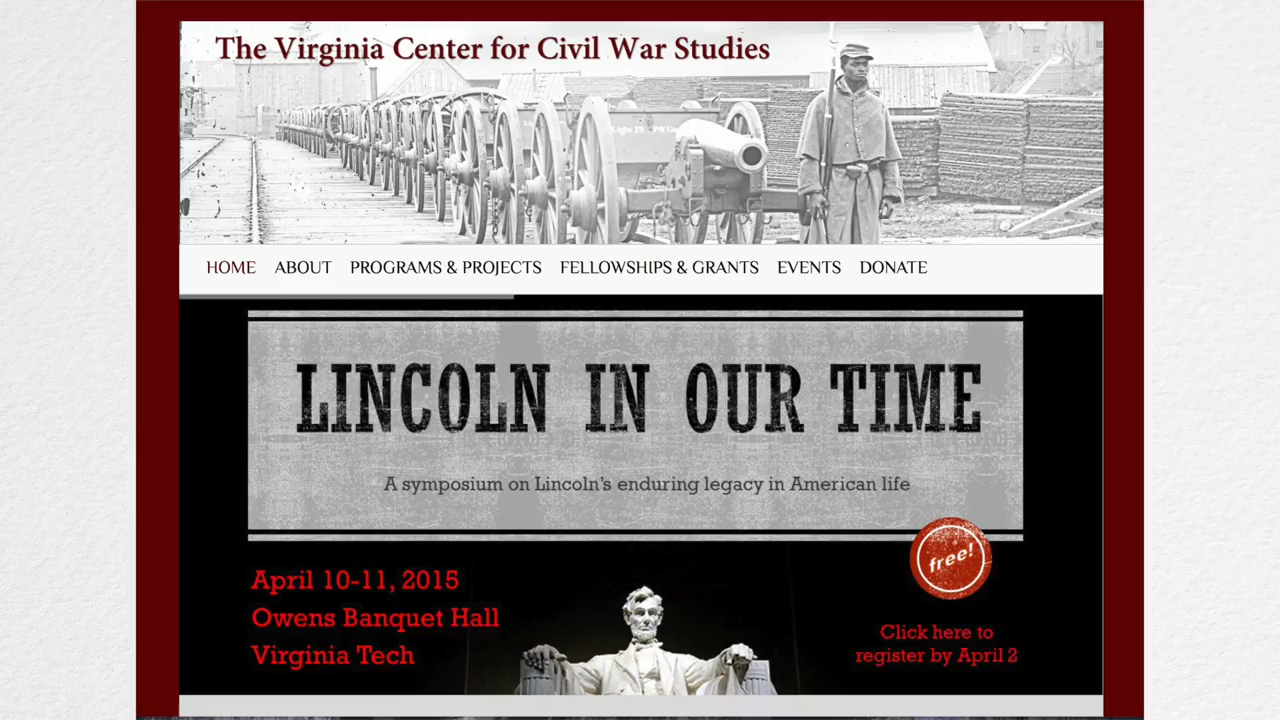 The Virginia Center for Civil War Studies
HOME ABOUT PROGRAMS & PROJECTS FELLOWSHIPS & GRANTS EVENTS DONATE
LINCOLN IN OUR TIME
A symposium on Lincoln's enduring legacy in American life
free!
April 10-11, 2015
Owens Banquet Hall
Virginia Tech
Click here to
register by April 2